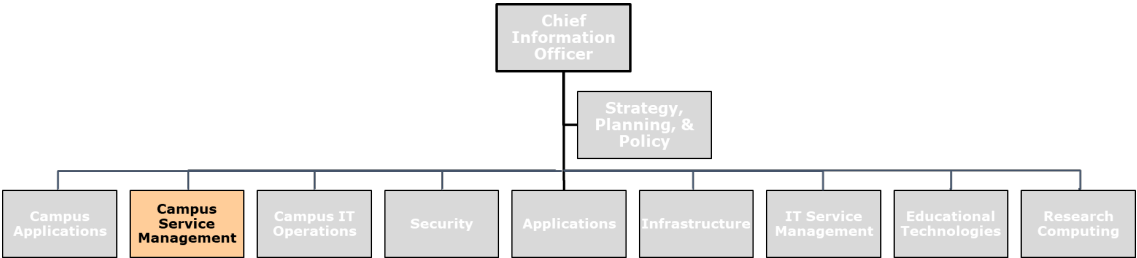 Chief
Information
Officer
Strategy,
Planning, &
Policy
Campus
Applications
Campus
Service
Management
Campus IT
Operations
Security
Applications
Infrastructure
IT Service
Management
Educational
Technologies
Research
Computing